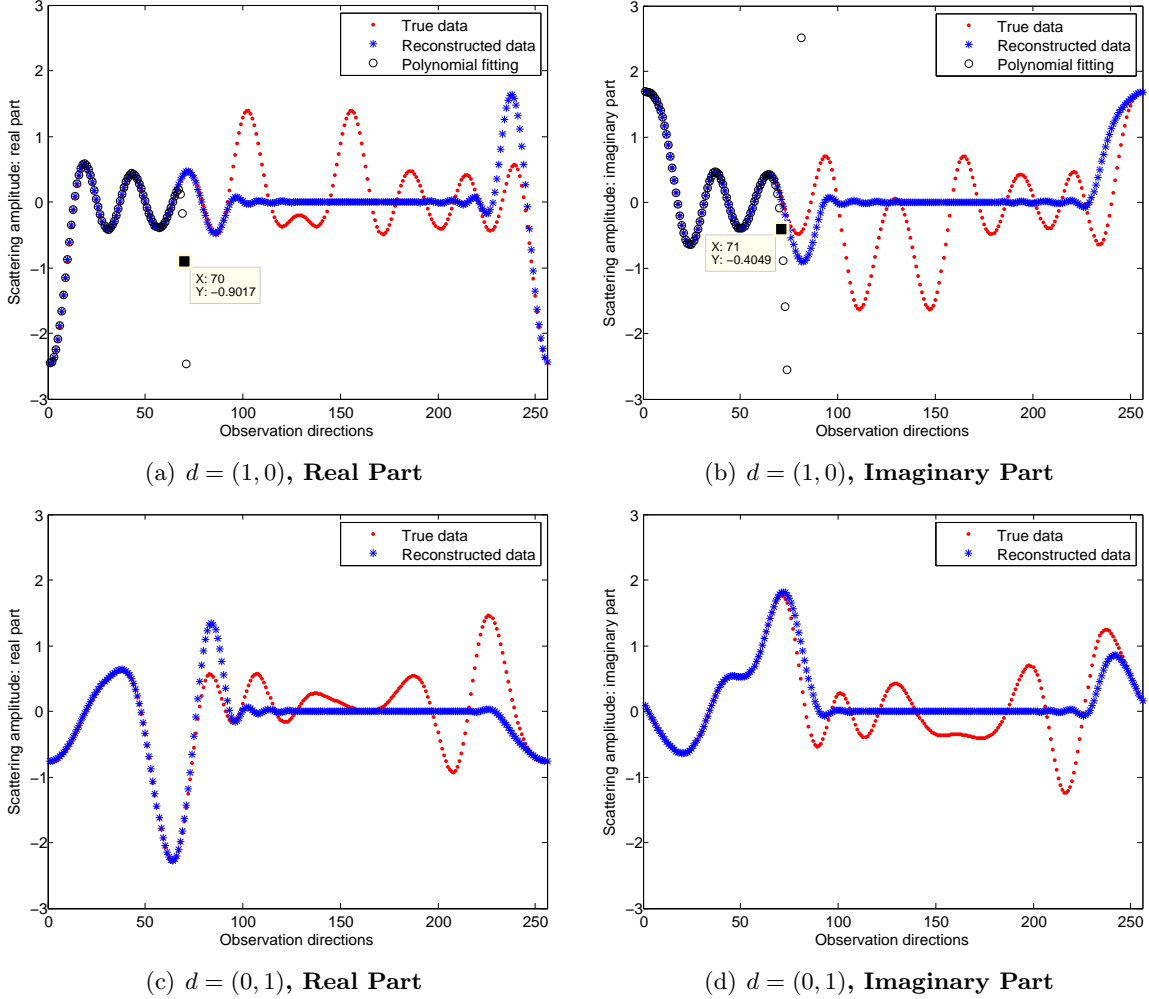 3
2
1
0
−1
−2
−3
0 50 100 150 200 250
Scattering amplitude: real part
Observation directions
True data
Reconstructed data
Polynomial fitting
X: 70
Y: −0.9017
(a) d = (1, 0), Real Part
3
2
1
0
−1
−2
−3
0 50 100 150 200 250
Scattering amplitude: imaginary part
Observation directions
True data
Reconstructed data
Polynomial fitting
X: 71
Y: −0.4049
(b) d = (1, 0), Imaginary Part
3
2
1
0
−1
−2
−3
0 50 100 150 200 250
Scattering amplitude: real part
Observation directions
True data
Reconstructed data
(c) d = (0, 1), Real Part
3
2
1
0
−1
−2
−3
0 50 100 150 200 250
Scattering amplitude: imaginary part
Observation directions
True data
Reconstructed data
(d) d = (0, 1), Imaginary Part